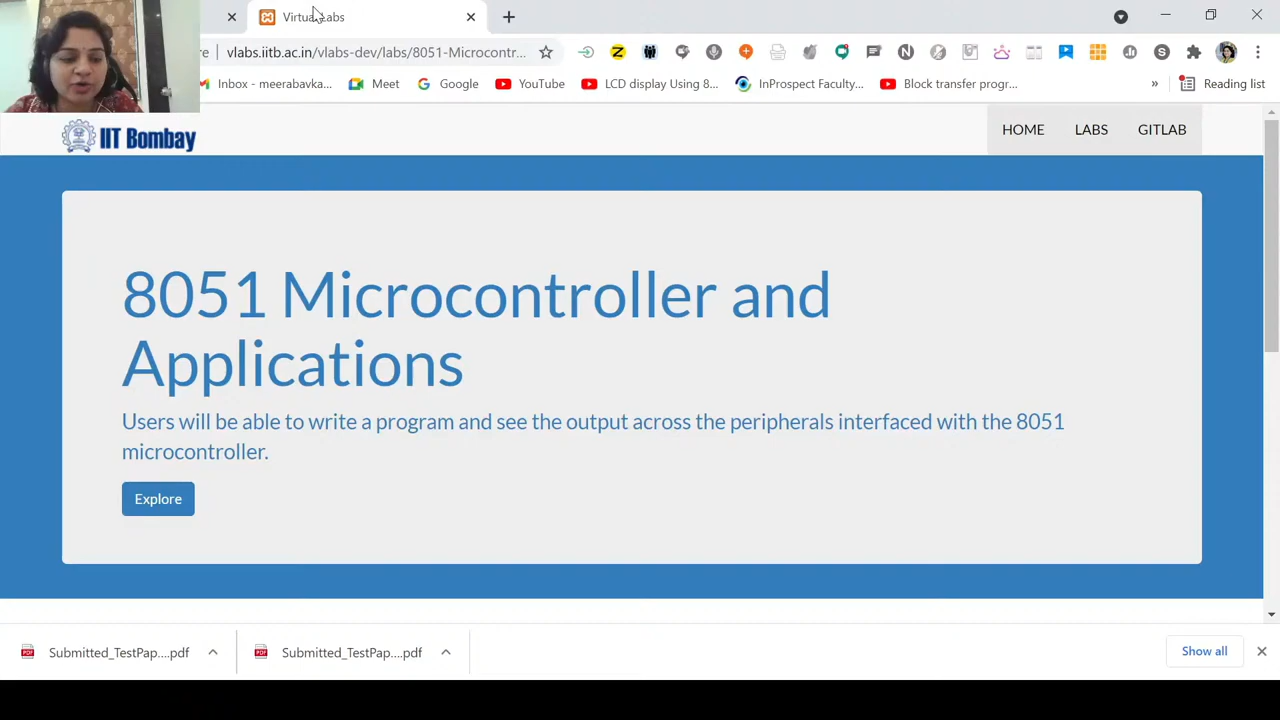 Virtual Labs
re
vlabs.iitb.ac.in/vlabs-dev/labs/8051-Microcontr...
Inbox - meerabavka...
Meet
Google
YouTube
LCD display Using 8...
InProspect Faculty...
Block transfer progr...
»
Reading list
IIT Bombay
HOME
LABS
GITLAB
8051 Microcontroller and
Applications
Users will be able to write a program and see the output across the peripherals interfaced with the 8051
microcontroller.
Explore
Submitted_TestPap....pdf
Submitted_TestPap....pdf
Show all